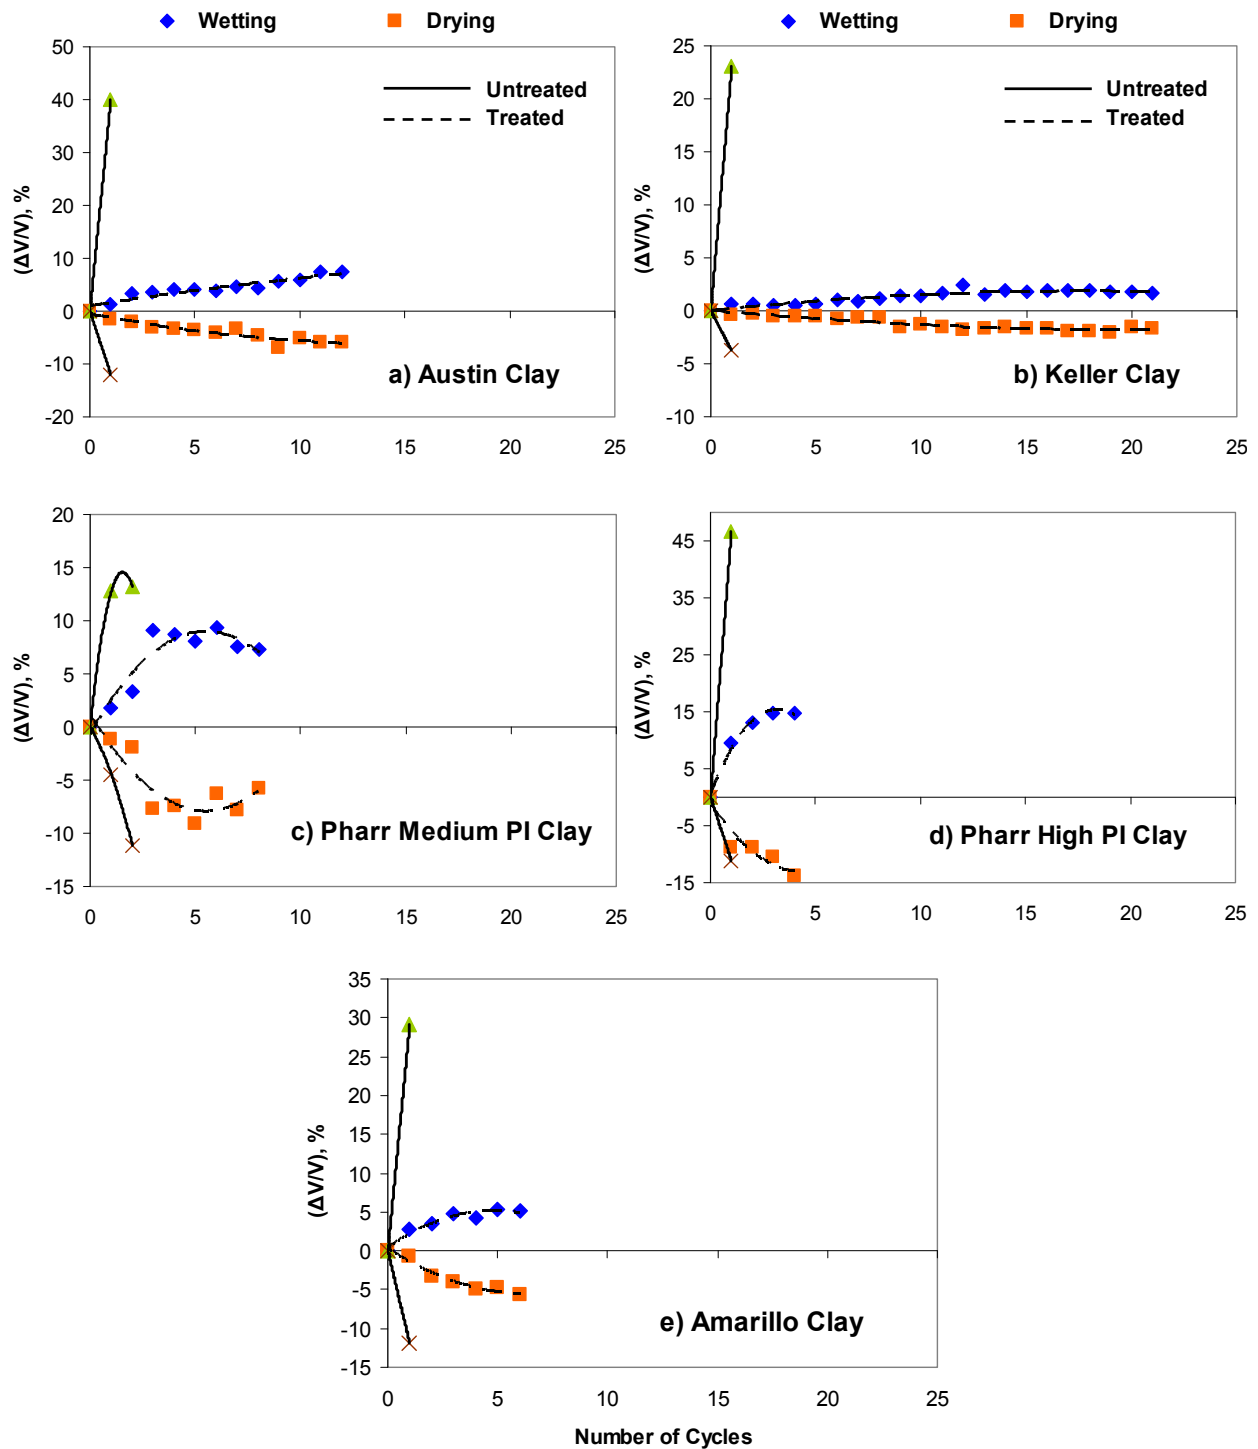 Wetting Drying Wetting Drying
50
40
30
20
10
0
-10
-20
(ΔV/V), %
Untreated
Treated
a) Austin Clay
0 5 10 15 20 25
25
20
15
10
5
0
-5
-10
(ΔV/V), %
Untreated
Treated
b) Keller Clay
0 5 10 15 20 25
20
15
10
5
0
-5
-10
-15
(ΔV/V), %
c) Pharr Medium PI Clay
0 5 10 15 20 25
45
35
25
15
5
-5
-15
(ΔV/V), %
d) Pharr High PI Clay
0 5 10 15 20 25
35
30
25
20
15
10
5
0
-5
-10
-15
(ΔV/V), %
e) Amarillo Clay
0 5 10 15 20 25
Number of Cycles